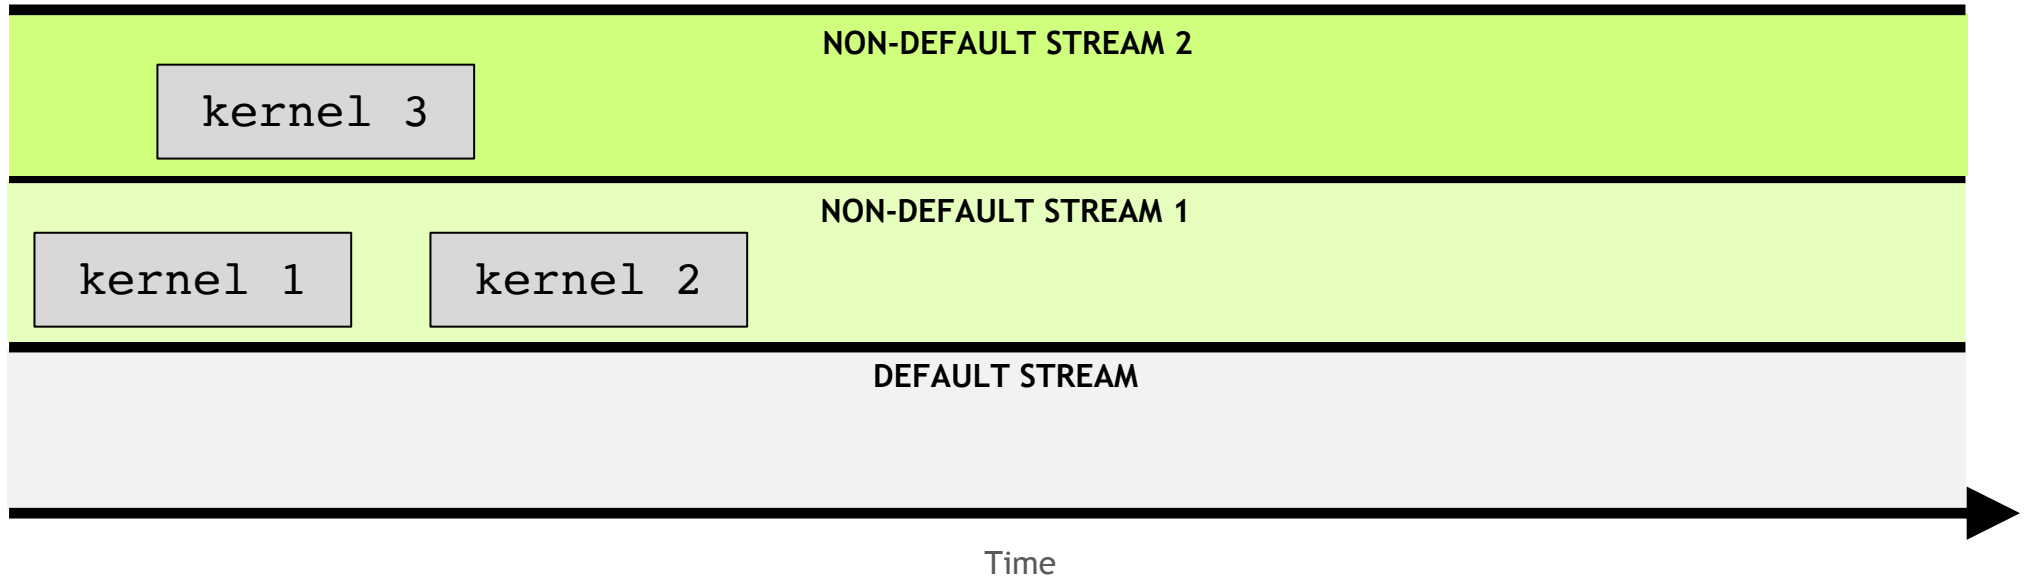 NON-DEFAULT STREAM 2
kernel 3
NON-DEFAULT STREAM 1
kernel 1
kernel 2
DEFAULT STREAM
Time